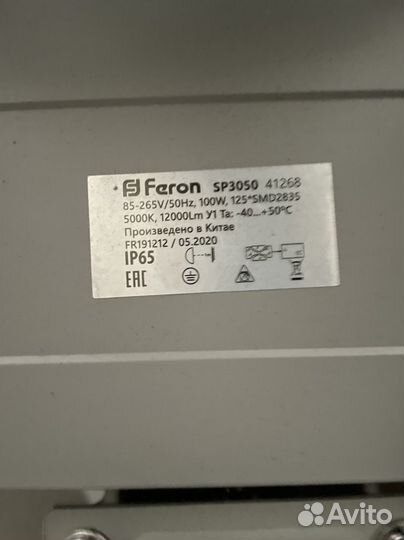 Feron SP3050 41268
85-265V/50Hz, 100W, 125*SMD2835
5000K, 12000Lm У1 Ta: -40...+50°C
Произведено в Китае
FR191212 / 05.2020
IP65
EAC
Avito